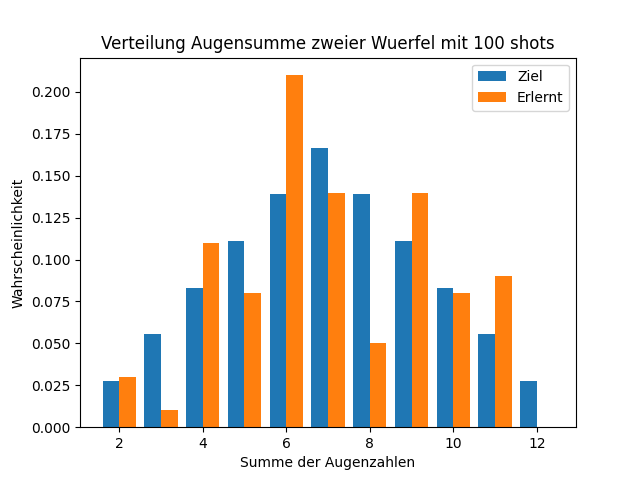 Verteilung Augensumme zweier Wuerfel mit 100 shots
Ziel
Erlernt
Wahrscheinlichkeit
0.200
0.175
0.150
0.125
0.100
0.075
0.050
0.025
0.000
2 4 6 8 10 12
Summe der Augenzahlen